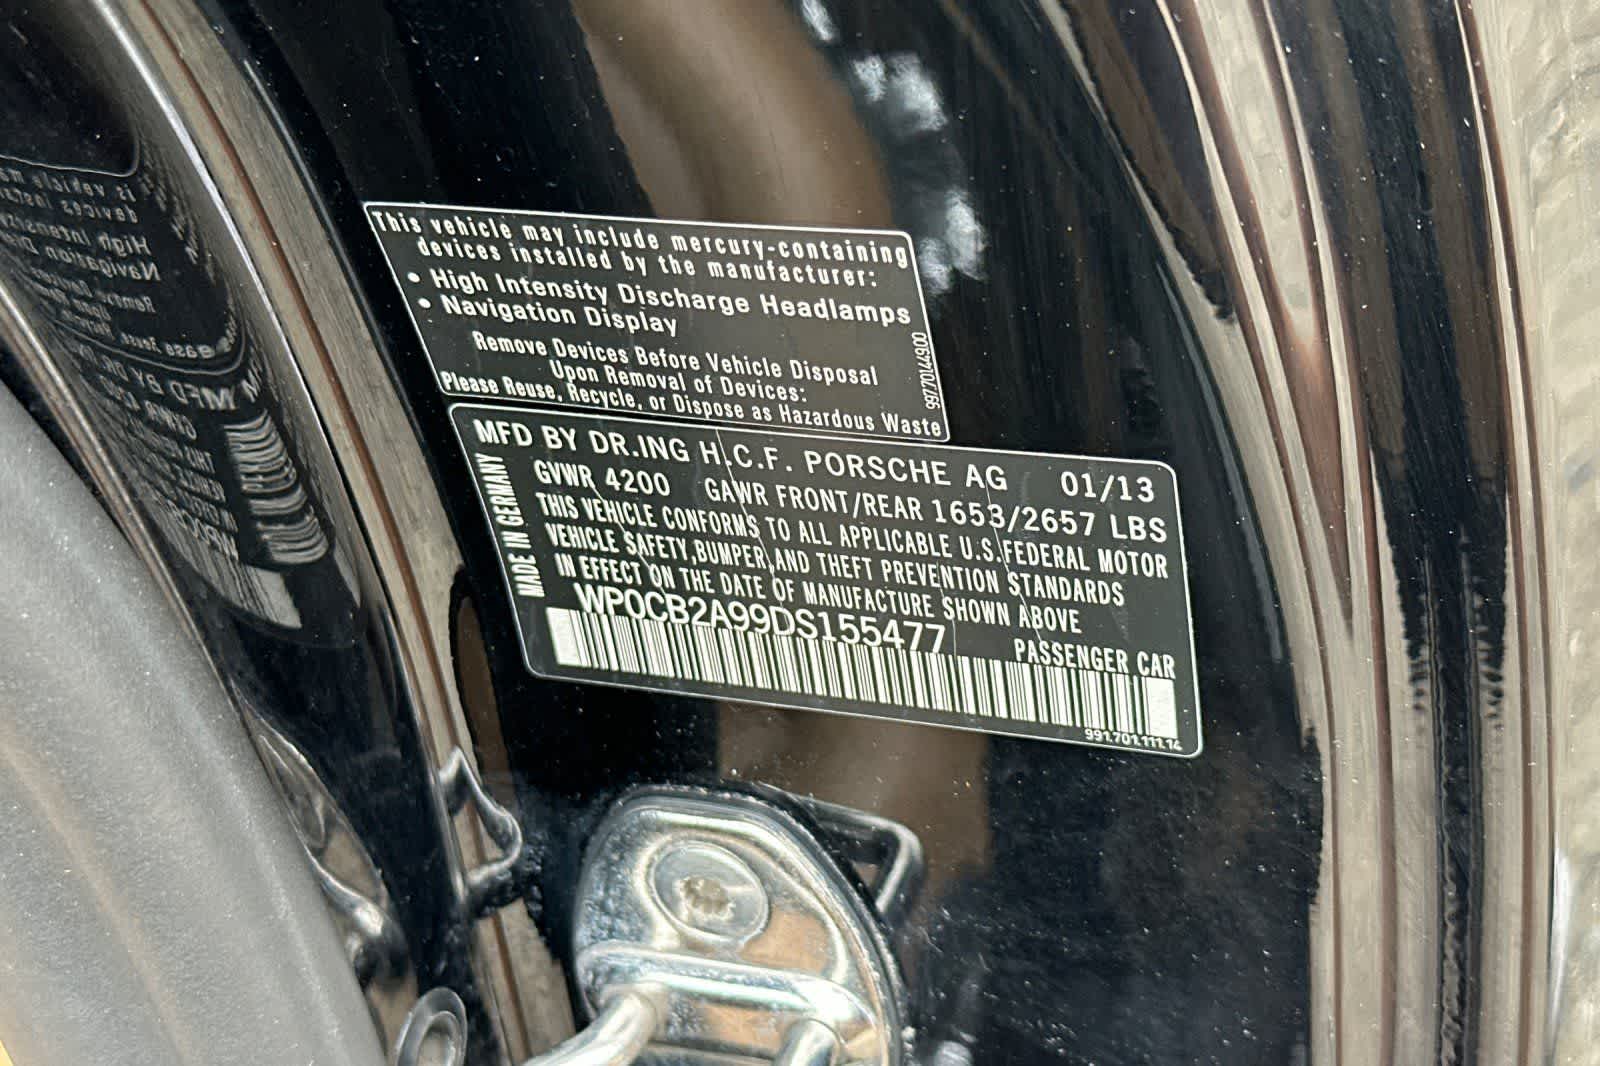 This vehicle may include mercury-containing
devices installed by the manufacturer:
• High Intensity Discharge Headlamps
• Navigation Display
Remove Devices Before Vehicle Disposal
Upon Removal of Devices:
Please Reuse, Recycle, or Dispose as Hazardous Waste
997.701.449.00
MFD BY DR.ING H.C.F. PORSCHE AG 01/13
GVWR 4200 GAWR FRONT/REAR 1653/2657 LBS
THIS VEHICLE CONFORMS TO ALL APPLICABLE U.S.FEDERAL MOTOR
VEHICLE SAFETY,BUMPER,AND THEFT PREVENTION STANDARDS
IN EFFECT ON THE DATE OF MANUFACTURE SHOWN ABOVE
MADE IN GERMANY
WP0CB2A99DS155477
PASSENGER CAR
991.701.111.14